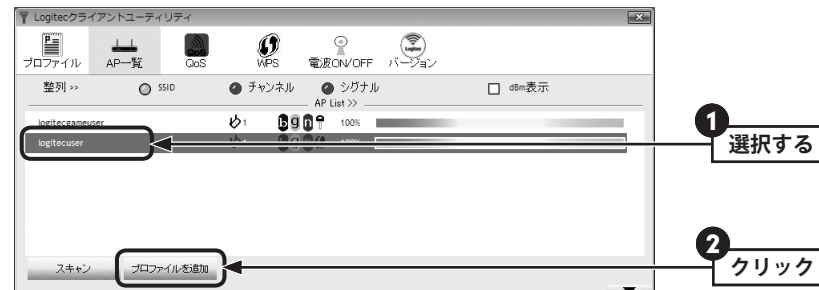 Logitecクライアントユーティリティ
プロファイル AP一覧 QoS WPS 電波ON/OFF バージョン
整列 >> SSID チャンネル シグナル dBm表示
AP List >>
logitecgameuser 1 b g n 100%
logitecuser
1 選択する
2 クリック
スキャン プロファイルを追加